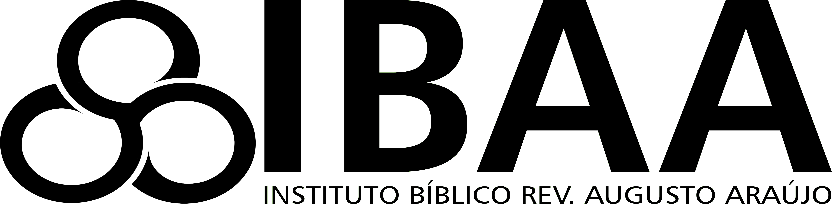 IBAA
INSTITUTO BÍBLICO REV. AUGUSTO ARAÚJO